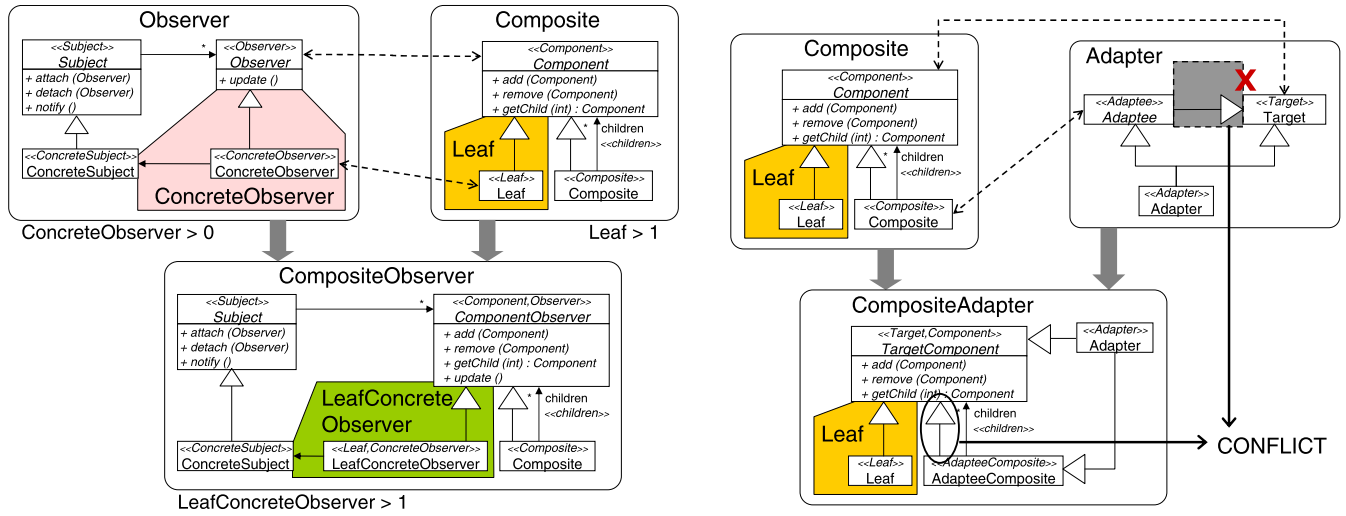 Observer
<<Subject>>
Subject
+ attach (Observer)
+ detach (Observer)
+ notify ()
*
<<Observer>>
Observer
+ update ()
<<ConcreteSubject>>
ConcreteSubject
<<ConcreteObserver>>
ConcreteObserver
ConcreteObserver
ConcreteObserver > 0
Composite
<<Component>>
Component
+ add (Component)
+ remove (Component)
+ getChild (int) : Component
Leaf
* children
<<children>>
<<Leaf>>
Leaf
<<Composite>>
Composite
Leaf > 1
CompositeObserver
<<Subject>>
Subject
+ attach (Observer)
+ detach (Observer)
+ notify ()
*
<<Component,Observer>>
ComponentObserver
+ add (Component)
+ remove (Component)
+ getChild (int) : Component
+ update ()
LeafConcrete
Observer
* children
<<children>>
<<ConcreteSubject>>
ConcreteSubject
<<Leaf,ConcreteObserver>>
LeafConcreteObserver
<<Composite>>
Composite
LeafConcreteObserver > 1
Composite
<<Component>>
Component
+ add (Component)
+ remove (Component)
+ getChild (int) : Component
Leaf
* children
<<children>>
<<Leaf>>
Leaf
<<Composite>>
Composite
Adapter
X
<<Adaptee>>
Adaptee
<<Target>>
Target
<<Adapter>>
Adapter
CompositeAdapter
<<Target,Component>>
TargetComponent
+ add (Component)
+ remove (Component)
+ getChild (int) : Component
<<Adapter>>
Adapter
Leaf
* children
<<children>>
<<Leaf>>
Leaf
<<AdapteeComposite>>
AdapteeComposite
CONFLICT